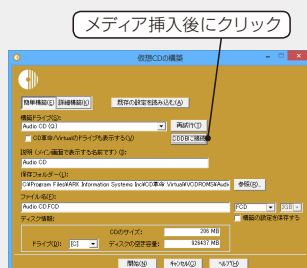 メディア挿入後にクリック
仮想CDの構築
簡単構築(E) 詳細構築(X) 既存の設定を読み込む(A)
構築ドライブ(S):
Audio CD (Q:) 再試行(T)
CD革命/Virtualのドライブも表示する(V) CDDBに接続
説明 (メイン画面で表示する名前です) (I):
Audio CD
保存フォルダー(L):
C:¥Program Files¥ARK Information Systems Inc¥CD革命 Virtual¥VCDROMS¥Audi 参照(R)...
ファイル名(F):
Audio CD.FCD FCD 2GB
ディスク情報: 構築の設定を保存する
CDのサイズ: 206 MB
ドライブ(D): [C] ディスクの空き容量: 928437 MB
開始(N) キャンセル(C) ヘルプ(H)